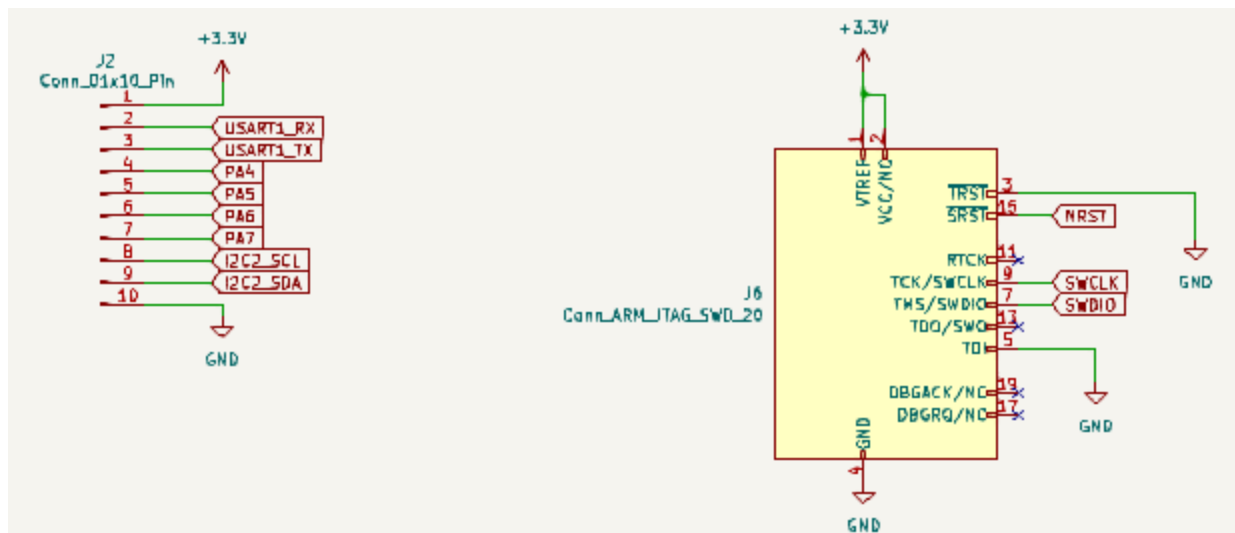 +3.3V
J2
Conn_01x10_Pin
1
2
USART1_RX
3
USART1_TX
4
PA4
5
PA5
6
PA6
7
PA7
8
I2C2_SCL
9
I2C2_SDA
10
GND
+3.3V
1
2
VTREF
VCC/NC
TRST
3
SRST
15
NRST
RTCK
11
TCK/SWCLK
9
SWCLK
TMS/SWDIO
7
SWDIO
TDO/SWO
13
TDI
5
DBGACK/NC
19
DBGRQ/NC
17
GND
4
GND
J6
Conn_ARM_JTAG_SWD_20
GND
GND